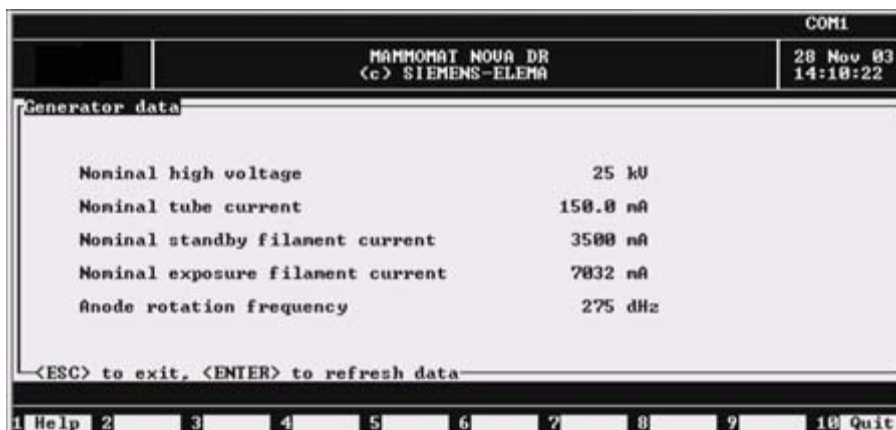 COM1
MAMMOMAT NOVA DR
(c) SIEMENS-ELEMA
28 Nov 03
14:10:22
Generator data
Nominal high voltage 25 kV
Nominal tube current 150.0 mA
Nominal standby filament current 3500 mA
Nominal exposure filament current 7032 mA
Anode rotation frequency 275 dHz
<ESC> to exit, <ENTER> to refresh data
1 Help 2 3 4 5 6 7 8 9 10 Quit